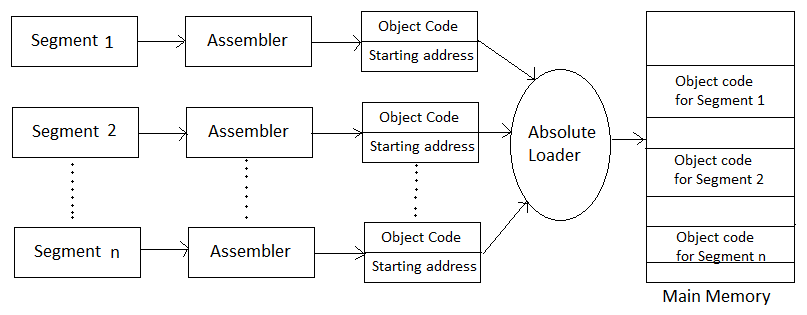 Segment 1
Assembler
Object Code
Starting address
Segment 2
Assembler
Object Code
Starting address
Segment n
Assembler
Object Code
Starting address
Absolute
Loader
Object code
for Segment 1
Object code
for Segment 2
Object code
for Segment n
Main Memory